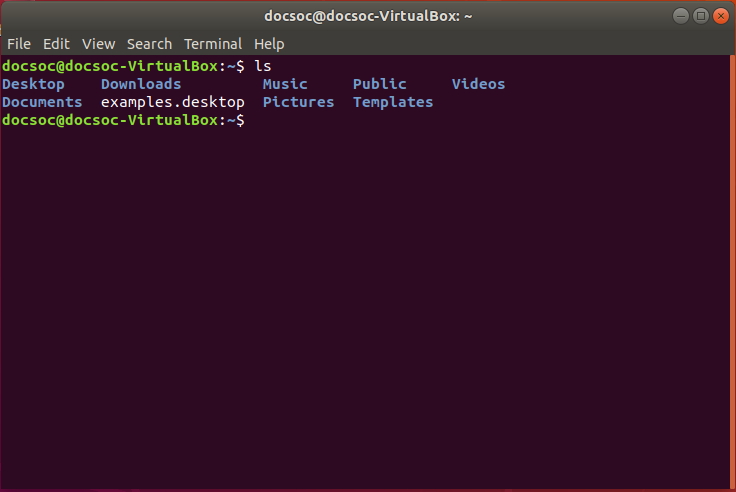 docsoc@docsoc-VirtualBox: ~
File Edit View Search Terminal Help
docsoc@docsoc-VirtualBox:~$ ls
Desktop Downloads Music Public Videos
Documents examples.desktop Pictures Templates
docsoc@docsoc-VirtualBox:~$